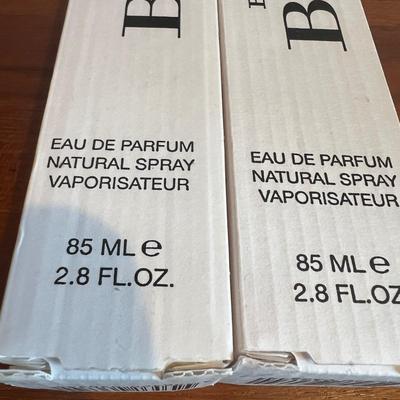 B
EAU DE PARFUM
NATURAL SPRAY
VAPORISATEUR
85 ML e
2.8 FL.OZ.
B
EAU DE PARFUM
NATURAL SPRAY
VAPORISATEUR
85 ML e
2.8 FL.OZ